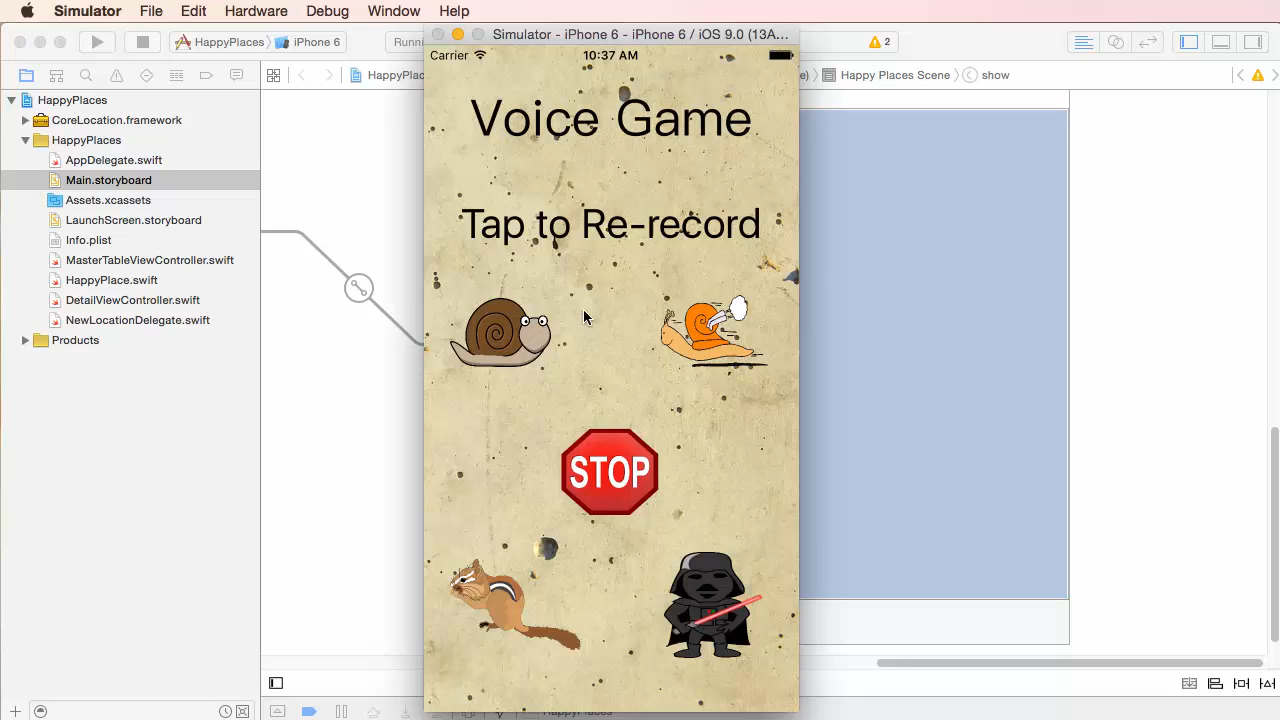 Simulator File Edit Hardware Debug Window Help
Simulator - iPhone 6 - iPhone 6 / iOS 9.0 (13A...
HappyPlaces iPhone 6
2
Carrier 10:37 AM
Happy Places Scene show
HappyPlaces
CoreLocation.framework
HappyPlaces
AppDelegate.swift
Main.storyboard
Assets.xcassets
LaunchScreen.storyboard
Info.plist
MasterTableViewController.swift
HappyPlace.swift
DetailViewController.swift
NewLocationDelegate.swift
Products
Voice Game
Tap to Re-record
STOP